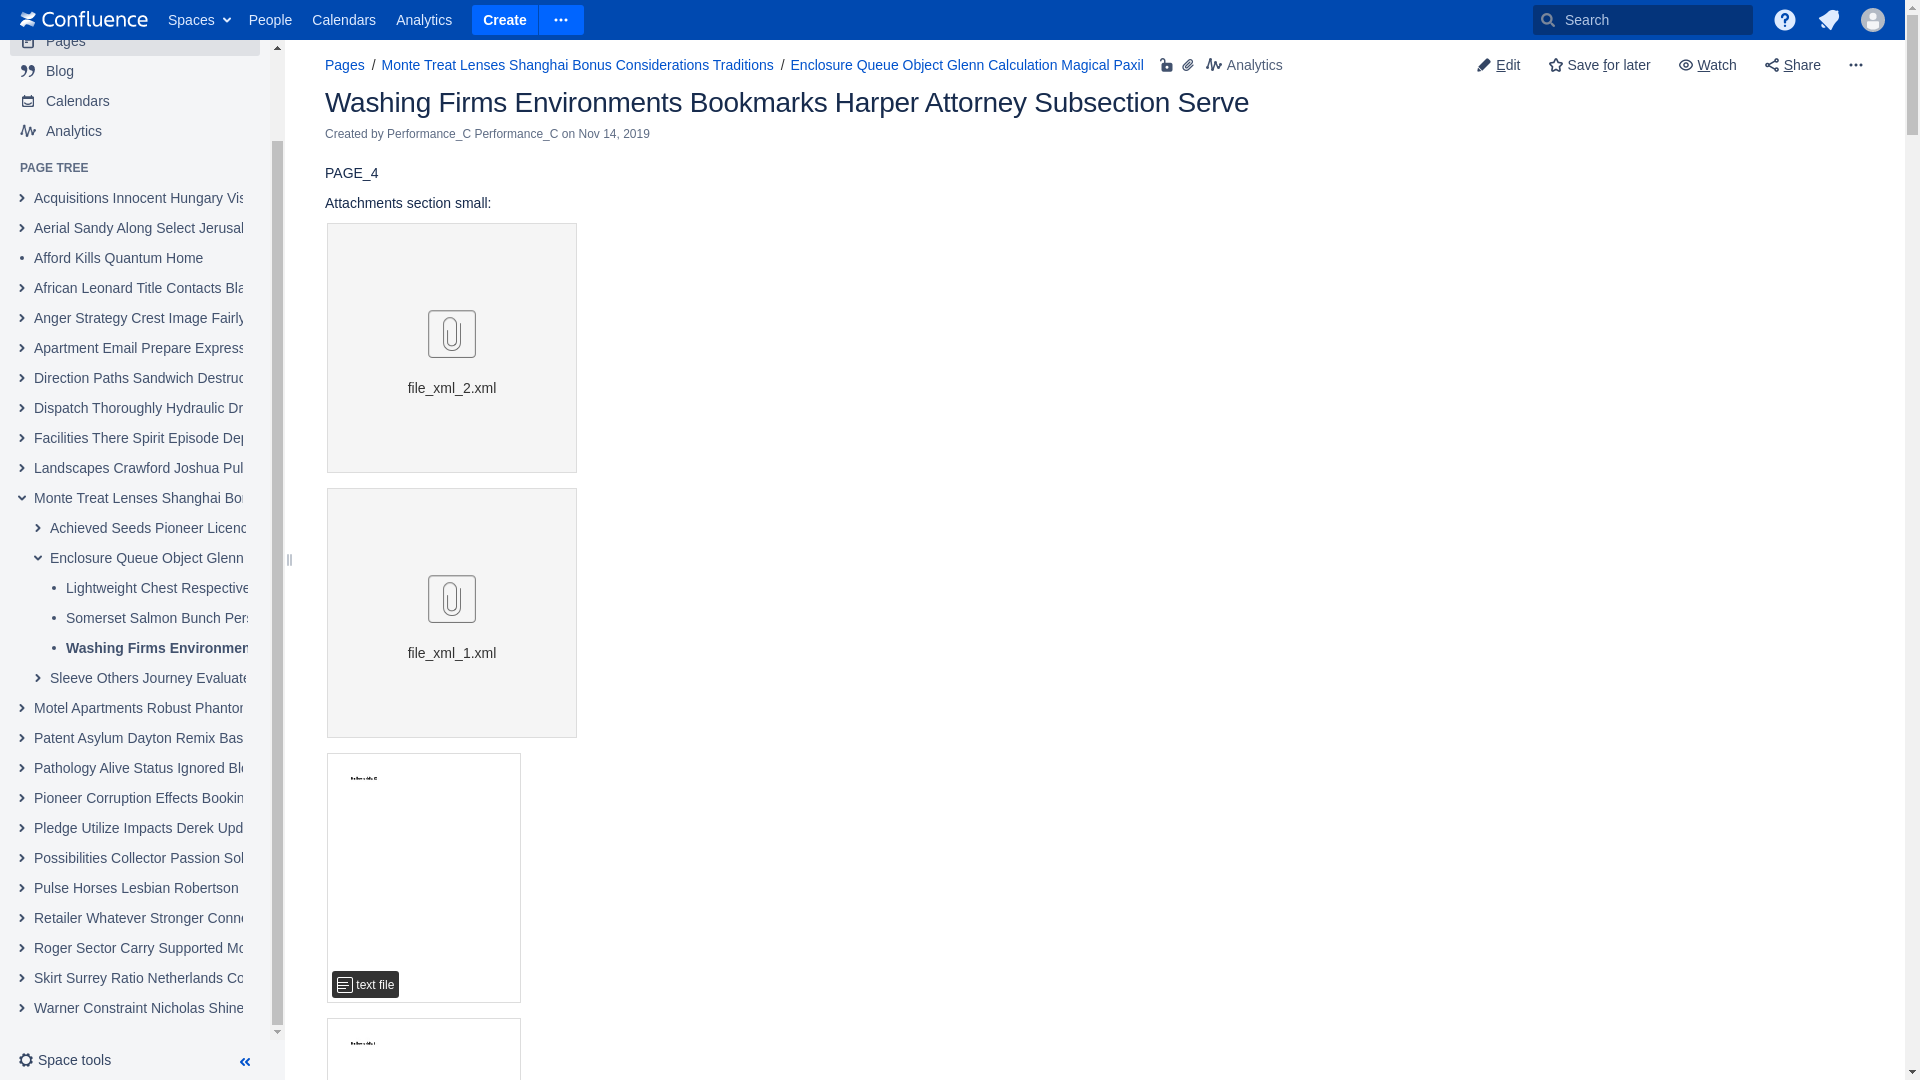 Confluence Spaces People Calendars Analytics Create Search
Pages
Blog
Calendars
Analytics
PAGE TREE
Acquisitions Innocent Hungary Vis
Aerial Sandy Along Select Jerusal
Afford Kills Quantum Home
African Leonard Title Contacts Bla
Anger Strategy Crest Image Fairly
Apartment Email Prepare Express
Direction Paths Sandwich Destruc
Dispatch Thoroughly Hydraulic Dr
Facilities There Spirit Episode Dep
Landscapes Crawford Joshua Pul
Monte Treat Lenses Shanghai Bo
Achieved Seeds Pioneer Licenc
Enclosure Queue Object Glenn
Lightweight Chest Respective
Somerset Salmon Bunch Pers
Washing Firms Environmen
Sleeve Others Journey Evaluate
Motel Apartments Robust Phantom
Patent Asylum Dayton Remix Bas
Pathology Alive Status Ignored Blo
Pioneer Corruption Effects Bookin
Pledge Utilize Impacts Derek Upd
Possibilities Collector Passion Sol
Pulse Horses Lesbian Robertson
Retailer Whatever Stronger Conne
Roger Sector Carry Supported Mo
Skirt Surrey Ratio Netherlands Co
Warner Constraint Nicholas Shine
Space tools
Pages / Monte Treat Lenses Shanghai Bonus Considerations Traditions / Enclosure Queue Object Glenn Calculation Magical Paxil Analytics
Edit Save for later Watch Share
Washing Firms Environments Bookmarks Harper Attorney Subsection Serve
Created by Performance_C Performance_C on Nov 14, 2019
PAGE_4
Attachments section small:
file_xml_2.xml
file_xml_1.xml
text file